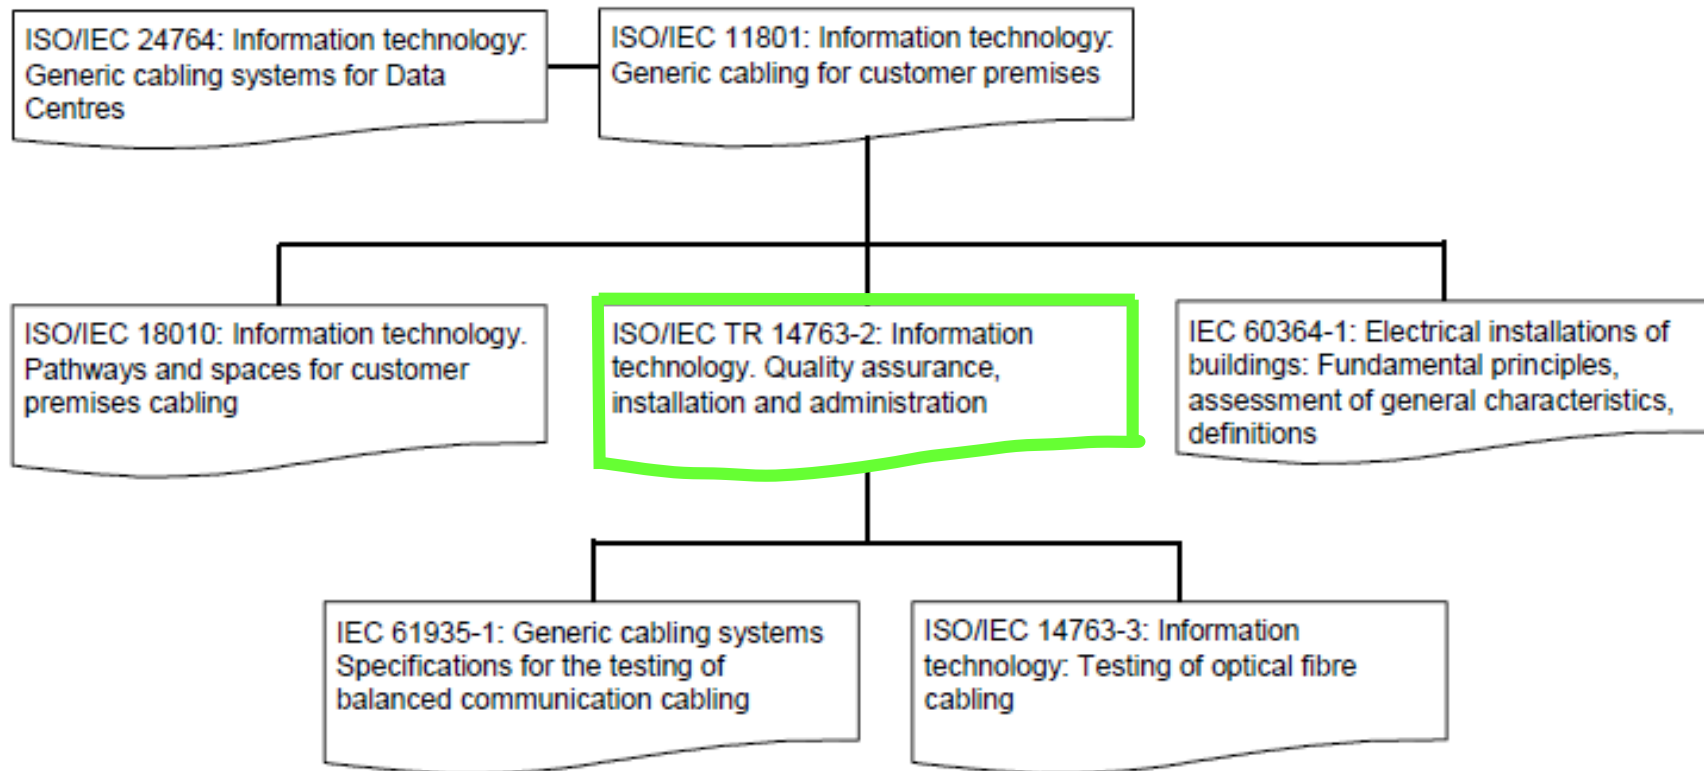 ISO/IEC 24764: Information technology:
Generic cabling systems for Data
Centres
ISO/IEC 11801: Information technology:
Generic cabling for customer premises
ISO/IEC 18010: Information technology.
Pathways and spaces for customer
premises cabling
ISO/IEC TR 14763-2: Information
technology. Quality assurance,
installation and administration
IEC 60364-1: Electrical installations of
buildings: Fundamental principles,
assessment of general characteristics,
definitions
IEC 61935-1: Generic cabling systems
Specifications for the testing of
balanced communication cabling
ISO/IEC 14763-3: Information
technology: Testing of optical fibre
cabling